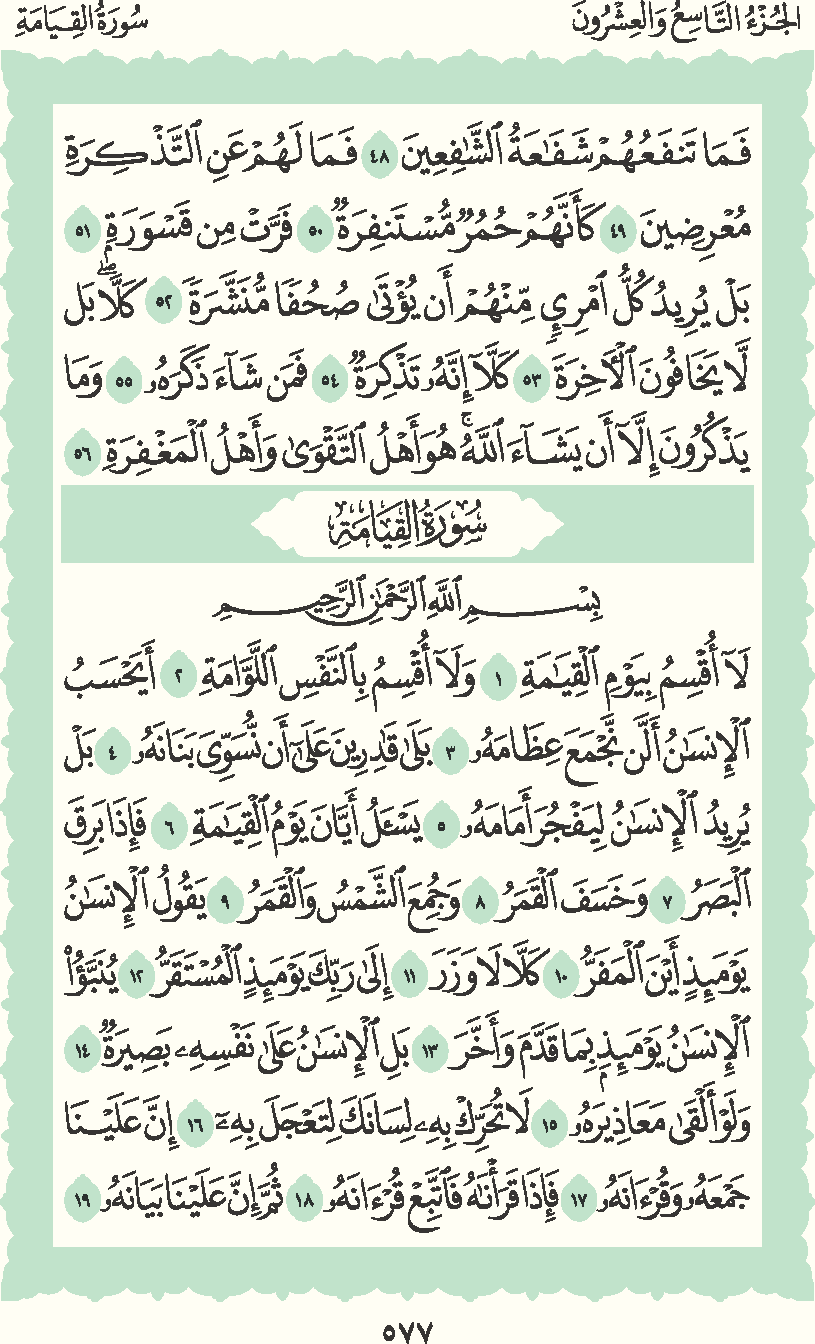 الجُزْءُ التَّاسِعُ وَالْعِشْرُونَ
سُورَةُ القِيَامَةِ
فَمَا تَنفَعُهُمْ شَفَٰعَةُ ٱلشَّٰفِعِينَ ٤٨ فَمَا لَهُمْ عَنِ ٱلتَّذْكِرَةِ
مُعْرِضِينَ ٤٩ كَأَنَّهُمْ حُمُرٌ مُّسْتَنفِرَةٌ ٥٠ فَرَّتْ مِن قَسْوَرَةٍۭ ٥١
بَلْ يُرِيدُ كُلُّ ٱمْرِئٍ مِّنْهُمْ أَن يُؤْتَىٰ صُحُفًا مُّنَشَّرَةً ٥٢ كَلَّاۖ بَل
لَّا يَخَافُونَ ٱلْأٓخِرَةَ ٥٣ كَلَّآ إِنَّهُۥ تَذْكِرَةٌ ٥٤ فَمَن شَآءَ ذَكَرَهُۥ ٥٥ وَمَا
يَذْكُرُونَ إِلَّآ أَن يَشَآءَ ٱللَّهُۚ هُوَ أَهْلُ ٱلتَّقْوَىٰ وَأَهْلُ ٱلْمَغْفِرَةِ ٥٦
سُورَةُ القِيَامَةِ
بِسْمِ ٱللَّهِ ٱلرَّحْمَٰنِ ٱلرَّحِيمِ
لَآ أُقْسِمُ بِيَوْمِ ٱلْقِيَٰمَةِ ١ وَلَآ أُقْسِمُ بِٱلنَّفْسِ ٱللَّوَّامَةِ ٢ أَيَحْسَبُ
ٱلْإِنسَٰنُ أَلَّن نَّجْمَعَ عِظَامَهُۥ ٣ بَلَىٰ قَٰدِرِينَ عَلَىٰٓ أَن نُّسَوِّىَ بَنَانَهُۥ ٤ بَلْ
يُرِيدُ ٱلْإِنسَٰنُ لِيَفْجُرَ أَمَامَهُۥ ٥ يَسْـَٔلُ أَيَّانَ يَوْمُ ٱلْقِيَٰمَةِ ٦ فَإِذَا بَرِقَ
ٱلْبَصَرُ ٧ وَخَسَفَ ٱلْقَمَرُ ٨ وَجُمِعَ ٱلشَّمْسُ وَٱلْقَمَرُ ٩ يَقُولُ ٱلْإِنسَٰنُ
يَوْمَئِذٍ أَيْنَ ٱلْمَفَرُّ ١٠ كَلَّا لَا وَزَرَ ١١ إِلَىٰ رَبِّكَ يَوْمَئِذٍ ٱلْمُسْتَقَرُّ ١٢ يُنَبَّؤُا۟
ٱلْإِنسَٰنُ يَوْمَئِذٍۭ بِمَا قَدَّمَ وَأَخَّرَ ١٣ بَلِ ٱلْإِنسَٰنُ عَلَىٰ نَفْسِهِۦ بَصِيرَةٌ ١٤
وَلَوْ أَلْقَىٰ مَعَاذِيرَهُۥ ١٥ لَا تُحَرِّكْ بِهِۦ لِسَانَكَ لِتَعْجَلَ بِهِۦٓ ١٦ إِنَّ عَلَيْنَا
جَمْعَهُۥ وَقُرْءَانَهُۥ ١٧ فَإِذَا قَرَأْنَٰهُ فَٱتَّبِعْ قُرْءَانَهُۥ ١٨ ثُمَّ إِنَّ عَلَيْنَا بَيَانَهُۥ ١٩
٥٧٧